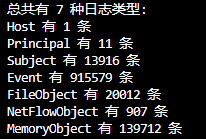 总共有 7 种日志类型:
Host 有 1 条
Principal 有 11 条
Subject 有 13916 条
Event 有 915579 条
FileObject 有 20012 条
NetFlowObject 有 907 条
MemoryObject 有 139712 条